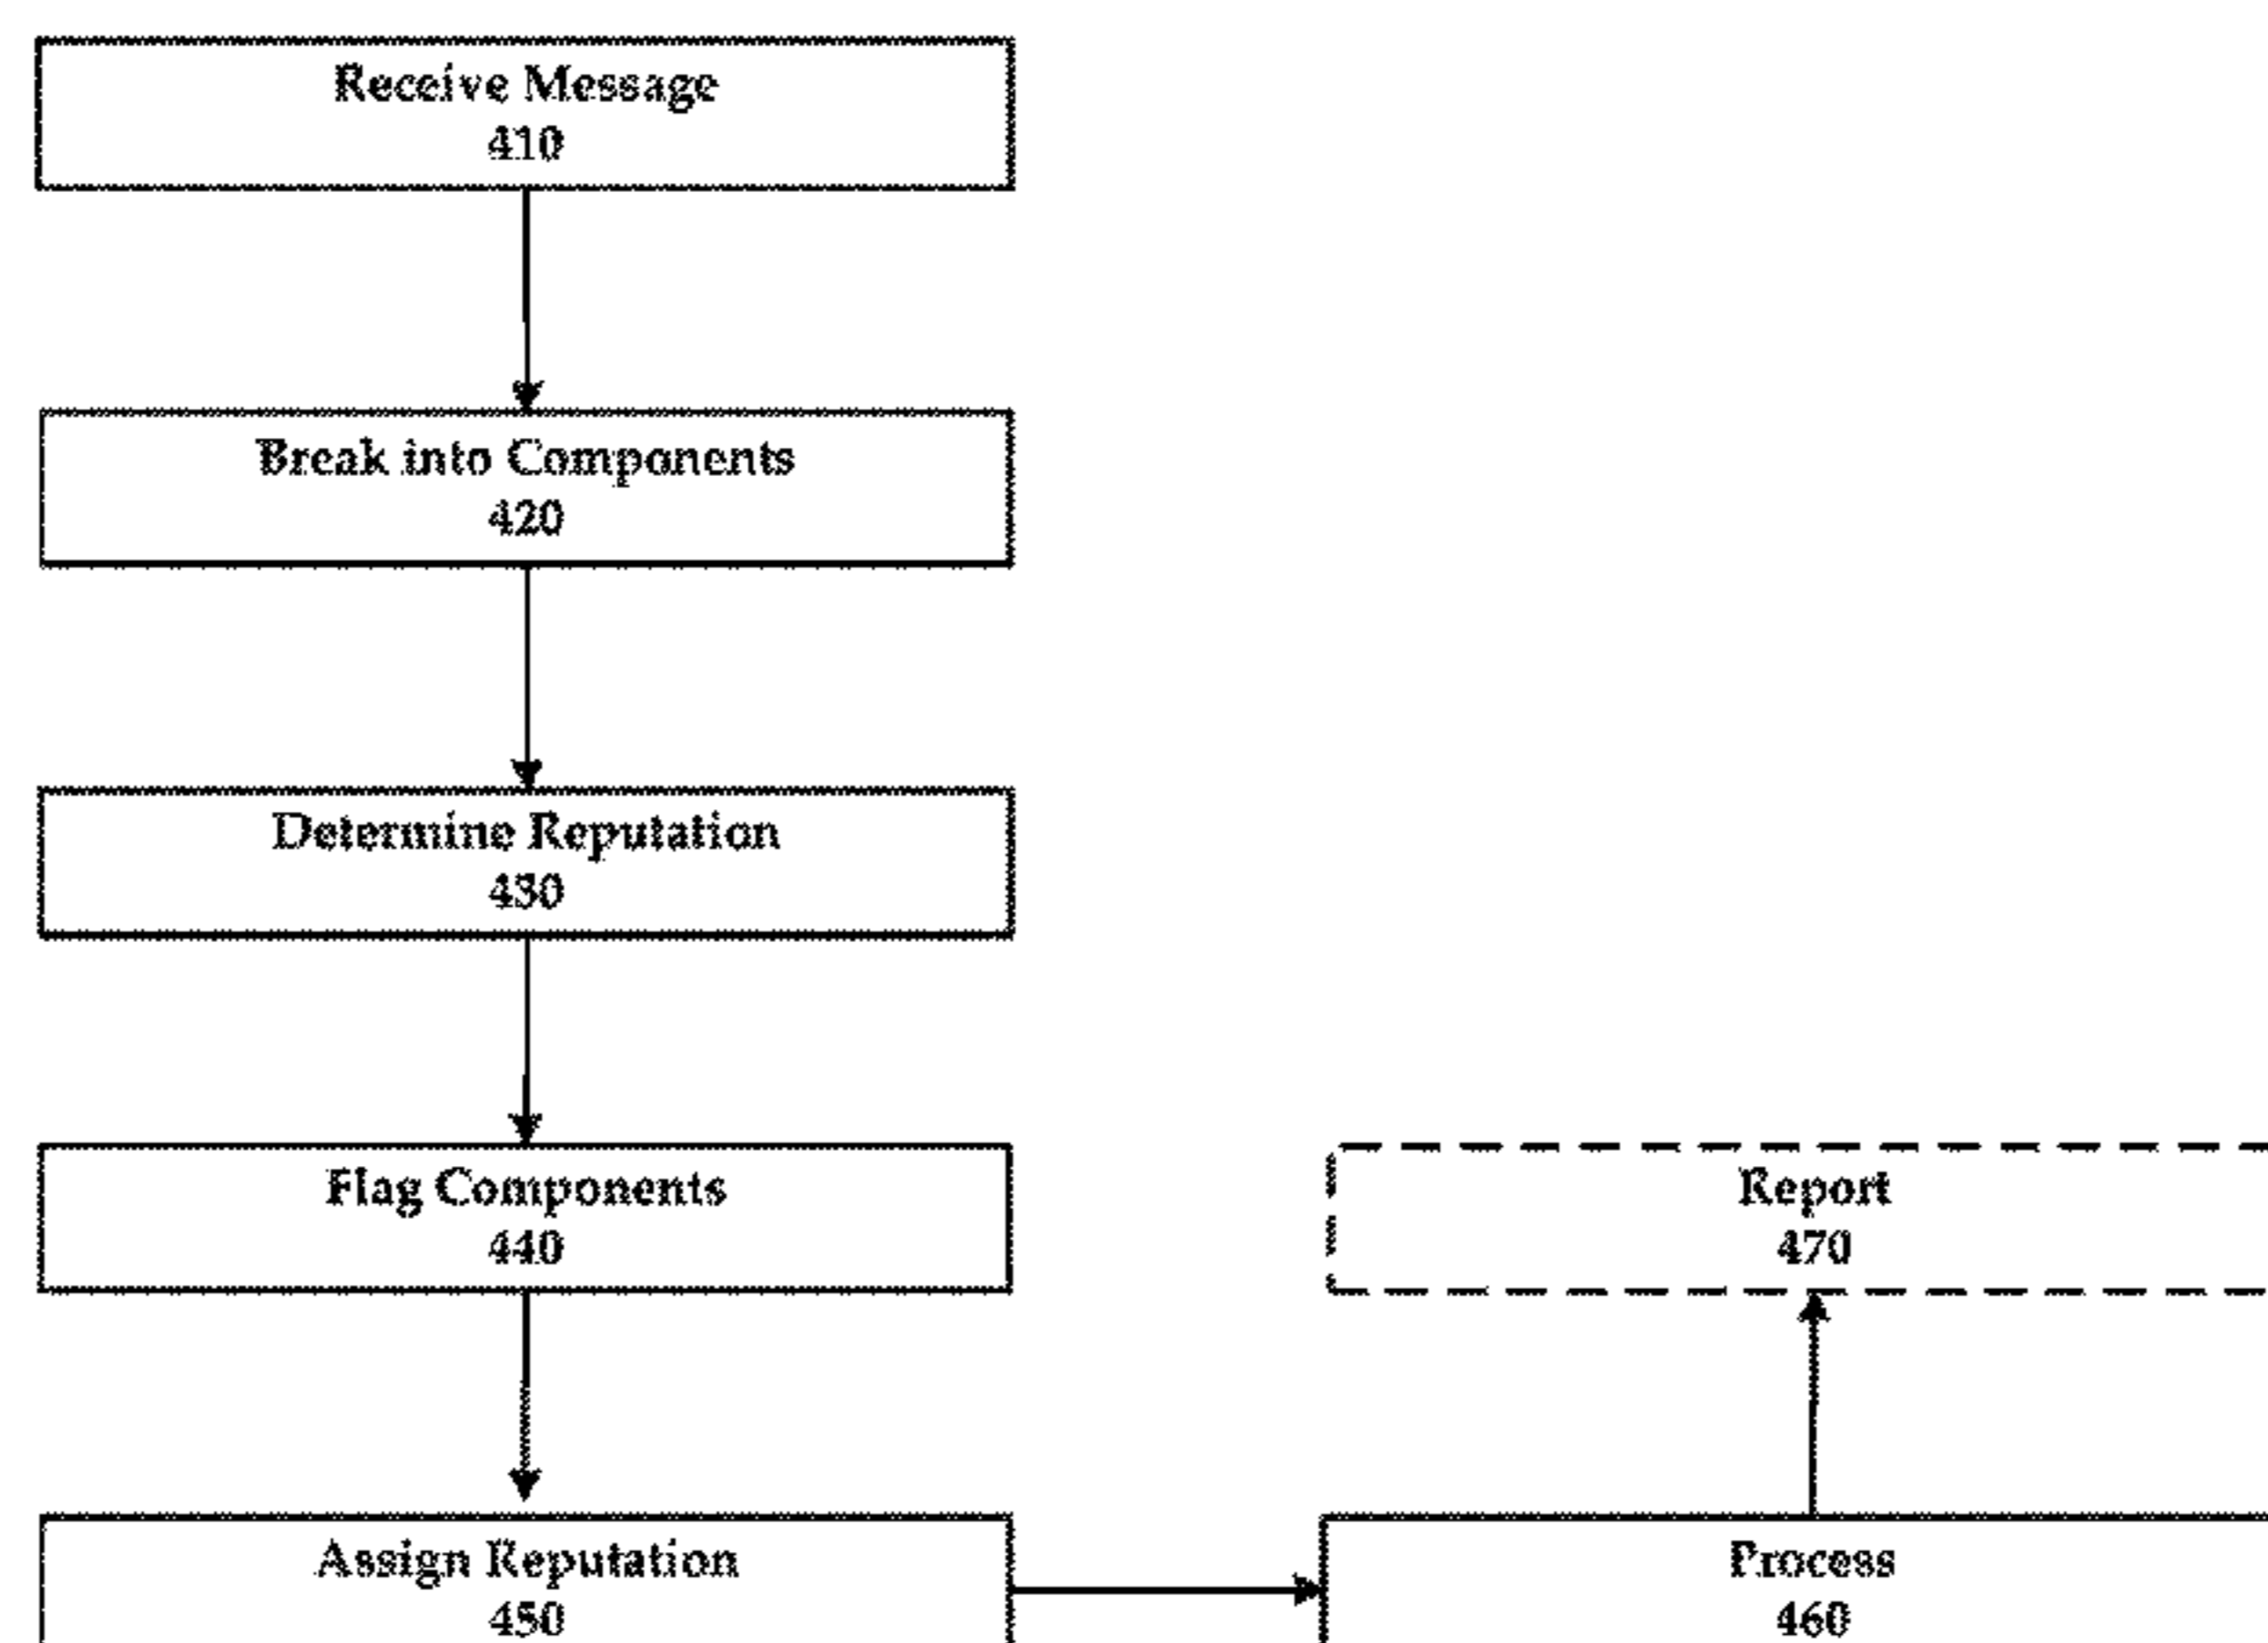 Receive Message
410
Break into Components
420
Determine Reputation
430
Flag Components
440
Report
470
Assign Reputation
450
Process
460